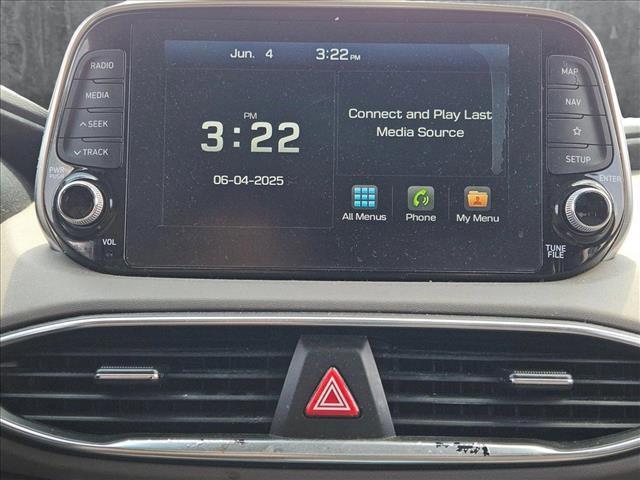 Jun. 4 3:22 PM
RADIO
MEDIA
SEEK
TRACK
PWR
PUSH
VOL
PM
3:22
06-04-2025
Connect and Play Last
Media Source
All Menus
Phone
My Menu
MAP
NAV
SETUP
ENTER
TUNE
FILE